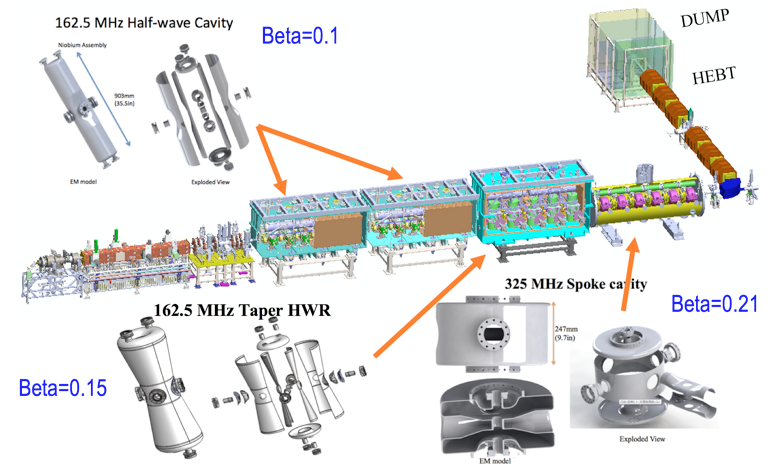 162.5 MHz Half-wave Cavity
Beta=0.1
Niobium Assembly
903mm
(35.5in)
EM model
Exploded View
DUMP
HEBT
162.5 MHz Taper HWR
Beta=0.15
325 MHz Spoke cavity
Beta=0.21
247mm
(9.7in)
EM model
Exploded View